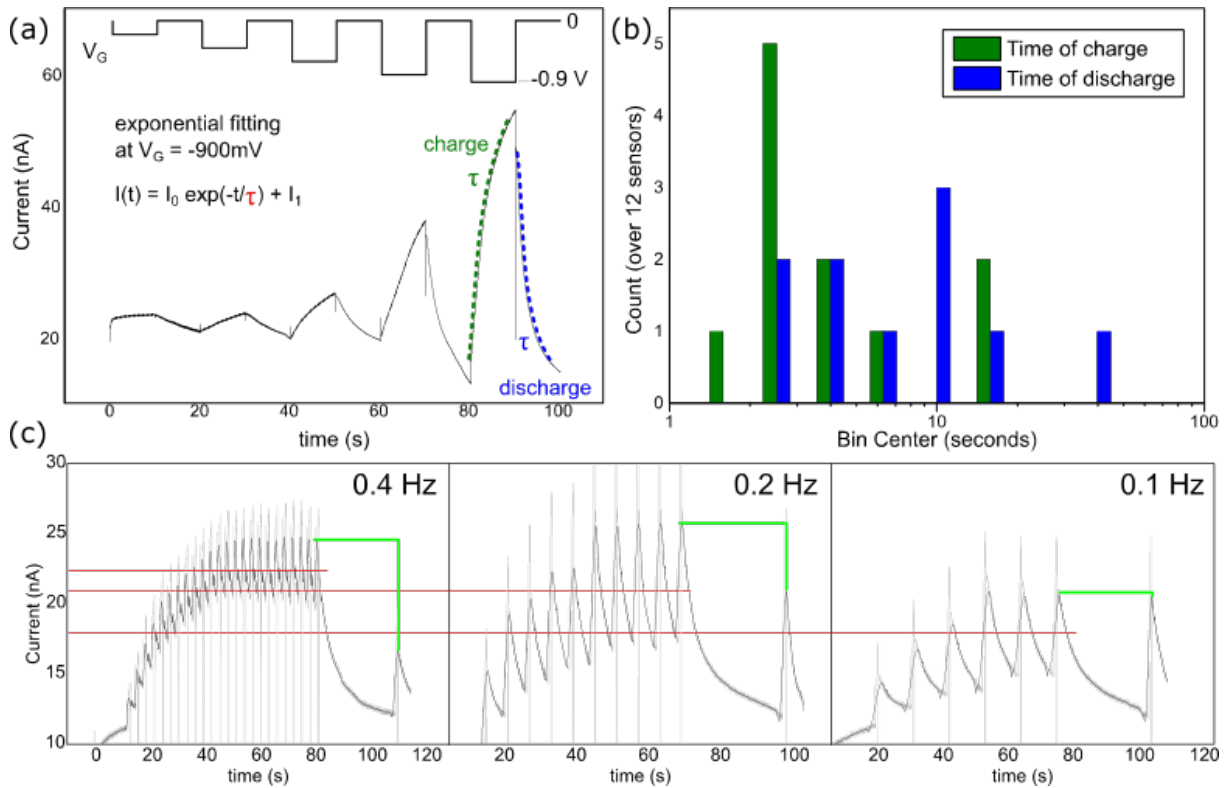 (a)
V_G
0
-0.9 V
60
40
20
Current (nA)
exponential fitting
at V_G = -900mV
I(t) = I_0 exp(-t/τ) + I_1
charge
τ
τ
discharge
0 20 40 60 80 100
time (s)
(b)
Time of charge
Time of discharge
5
4
3
2
1
0
Count (over 12 sensors)
1 10 100
Bin Center (seconds)
(c)
30
25
20
15
10
Current (nA)
0.4 Hz
0 20 40 60 80 100 120
time (s)
0.2 Hz
20 40 60 80 100
time (s)
0.1 Hz
20 40 60 80 100 120
time (s)